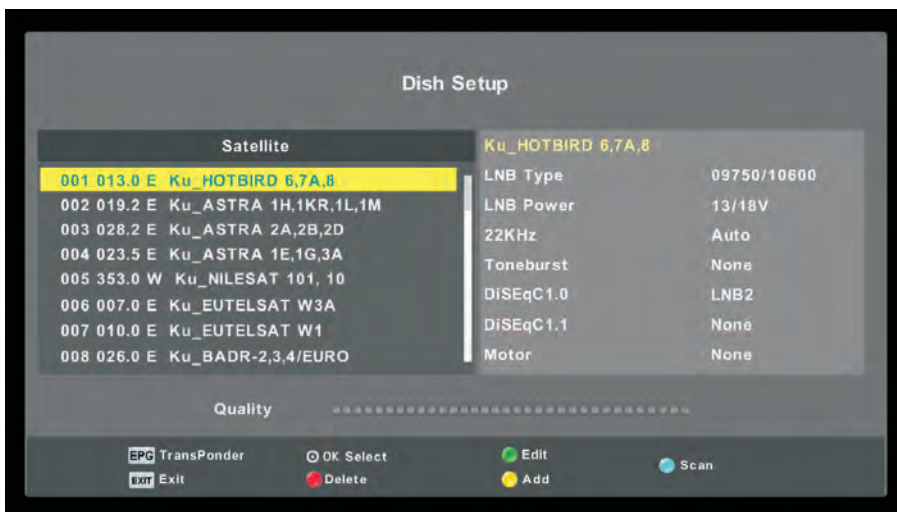 Dish Setup
Satellite
001 013.0 E Ku_HOTBIRD 6,7A,8
002 019.2 E Ku_ASTRA 1H,1KR,1L,1M
003 028.2 E Ku_ASTRA 2A,2B,2D
004 023.5 E Ku_ASTRA 1E,1G,3A
005 353.0 W Ku_NILESAT 101, 10
006 007.0 E Ku_EUTELSAT W3A
007 010.0 E Ku_EUTELSAT W1
008 026.0 E Ku_BADR-2,3,4/EURO
Ku_HOTBIRD 6,7A,8
LNB Type 09750/10600
LNB Power 13/18V
22KHz Auto
Toneburst None
DiSEqC1.0 LNB2
DiSEqC1.1 None
Motor None
Quality
EPG TransPonder OK Select Edit Scan
EXIT Exit Delete Add